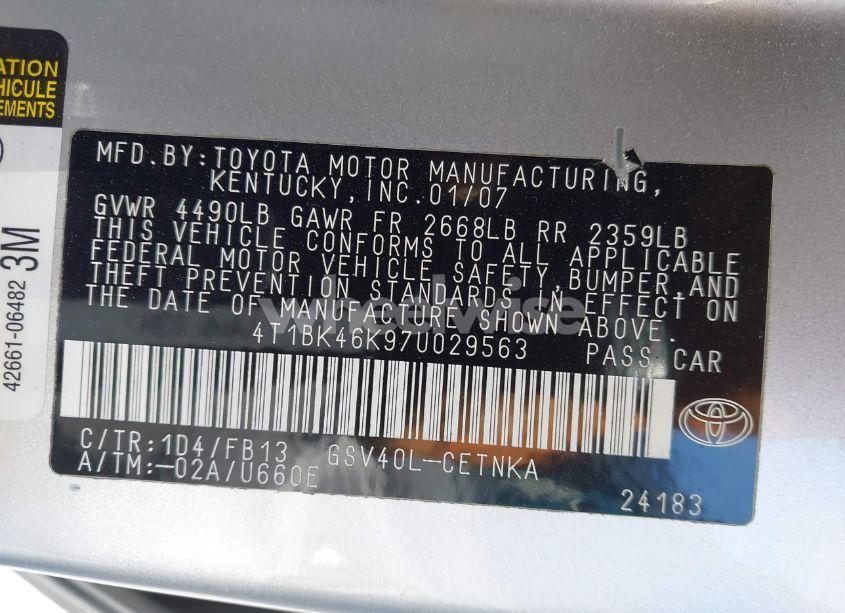 ATION
HICULE
EMENTS
42661-06482 3M
MFD.BY:TOYOTA MOTOR MANUFACTURING,
KENTUCKY,INC.01/07
GVWR 4490LB GAWR FR 2668LB RR 2359LB
THIS VEHICLE CONFORMS TO ALL APPLICABLE
FEDERAL MOTOR VEHICLE SAFETY,BUMPER,AND
THEFT PREVENTION STANDARDS IN EFFECT ON
THE DATE OF MANUFACTURE SHOWN ABOVE.
wheelwise
4T1BK46K97U029563 PASS CAR
C/TR:1D4/FB13 GSV40L-CETNKA
A/TM:-02A/U660E
24183